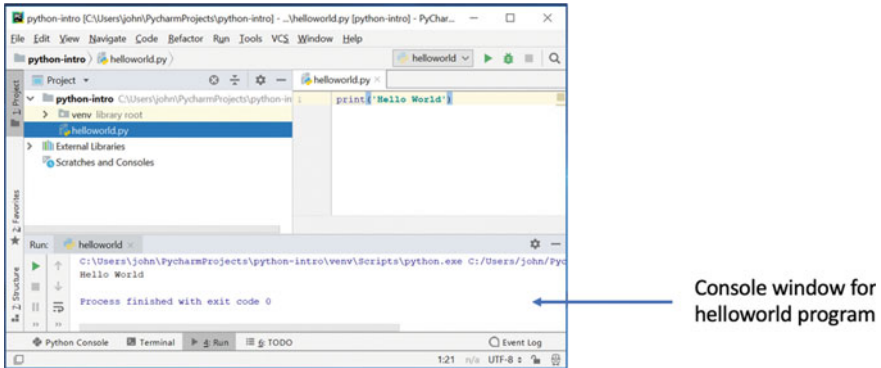 python-intro [C:\Users\john\PycharmProjects\python-intro] - ...\helloworld.py [python-intro] - PyChar...
File Edit View Navigate Code Refactor Run Tools VCS Window Help
python-intro helloworld.py helloworld
1: Project
Project helloworld.py
python-intro C:\Users\john\PycharmProjects\python-in
1 print('Hello World')
venv library root
helloworld.py
External Libraries
Scratches and Consoles
2: Favorites
Run: helloworld
C:\Users\john\PycharmProjects\python-intro\venv\Scripts\python.exe C:/Users/john/Pyc
Hello World
Process finished with exit code 0
Z: Structure
Console window for
helloworld program
Python Console Terminal 4: Run 6: TODO Event Log
1:21 n/a UTF-8